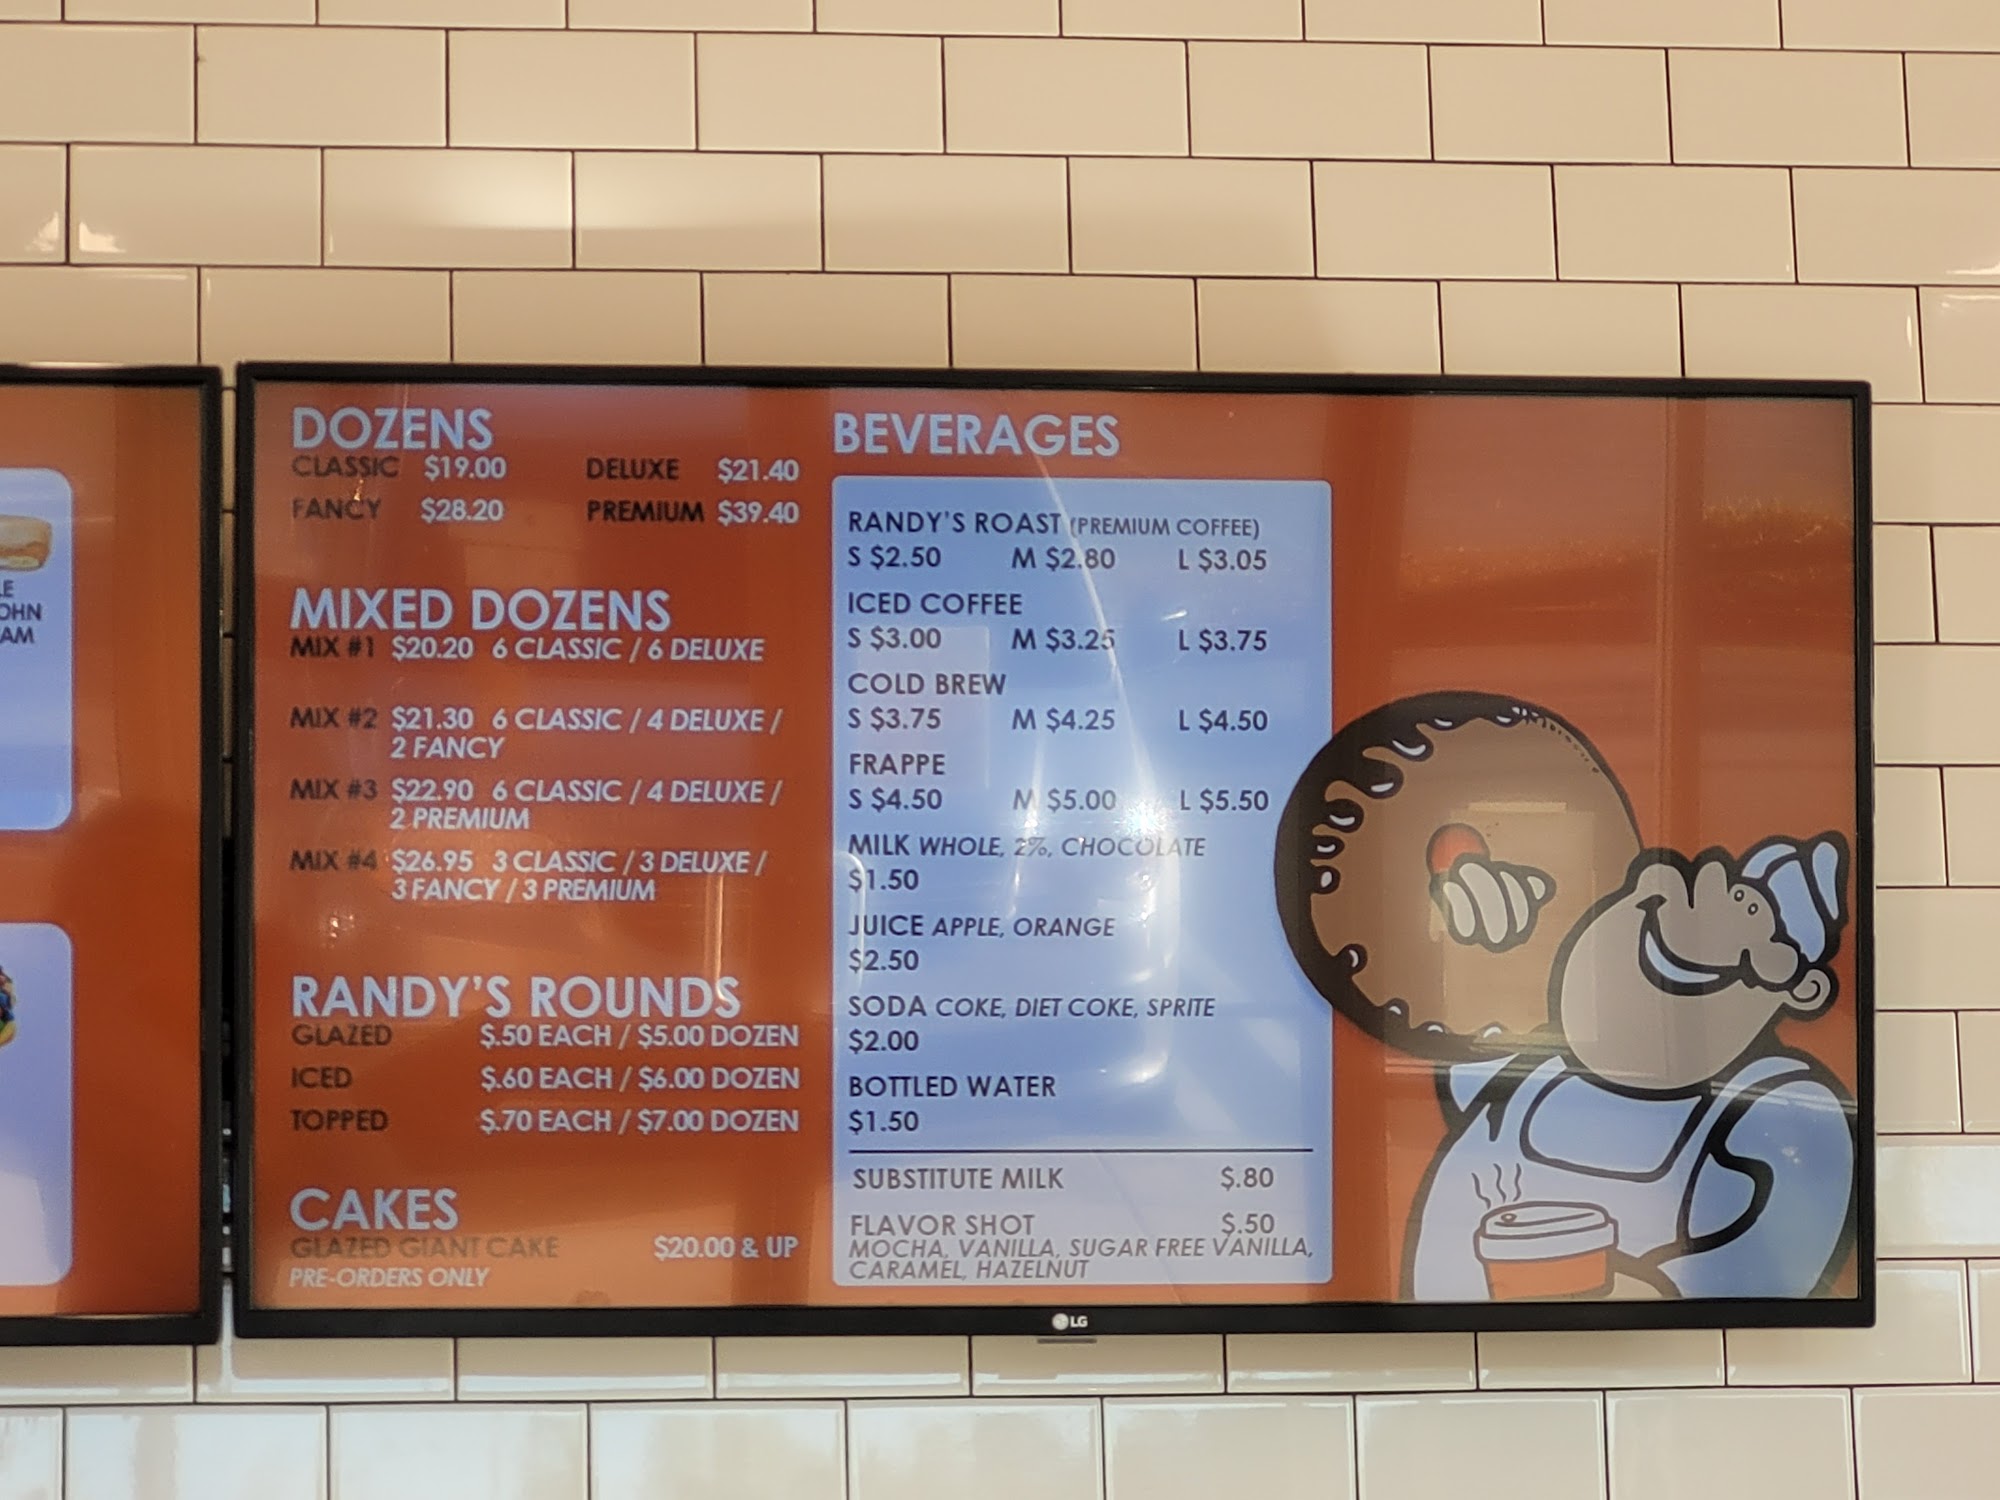 LE
OHN
AM
DOZENS
CLASSIC $19.00 DELUXE $21.40
FANCY $28.20 PREMIUM $39.40
MIXED DOZENS
MIX #1 $20.20 6 CLASSIC / 6 DELUXE
MIX #2 $21.30 6 CLASSIC / 4 DELUXE /
2 FANCY
MIX #3 $22.90 6 CLASSIC / 4 DELUXE /
2 PREMIUM
MIX #4 $26.95 3 CLASSIC / 3 DELUXE /
3 FANCY / 3 PREMIUM
RANDY'S ROUNDS
GLAZED $.50 EACH / $5.00 DOZEN
ICED $.60 EACH / $6.00 DOZEN
TOPPED $.70 EACH / $7.00 DOZEN
CAKES
GLAZED GIANT CAKE $20.00 & UP
PRE-ORDERS ONLY
BEVERAGES
RANDY'S ROAST (PREMIUM COFFEE)
S $2.50 M $2.80 L $3.05
ICED COFFEE
S $3.00 M $3.25 L $3.75
COLD BREW
S $3.75 M $4.25 L $4.50
FRAPPE
S $4.50 M $5.00 L $5.50
MILK WHOLE, 2%, CHOCOLATE
$1.50
JUICE APPLE, ORANGE
$2.50
SODA COKE, DIET COKE, SPRITE
$2.00
BOTTLED WATER
$1.50
SUBSTITUTE MILK $.80
FLAVOR SHOT $.50
MOCHA, VANILLA, SUGAR FREE VANILLA,
CARAMEL, HAZELNUT
LG